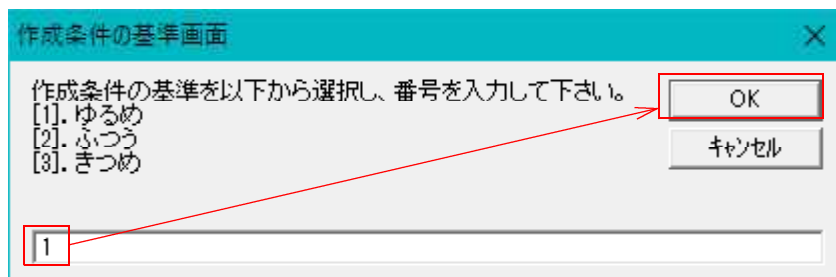 作成条件の基準画面
作成条件の基準を以下から選択し、番号を入力して下さい。
[1]. ゆるめ
[2]. ふつう
[3]. きつめ
OK
キャンセル
1